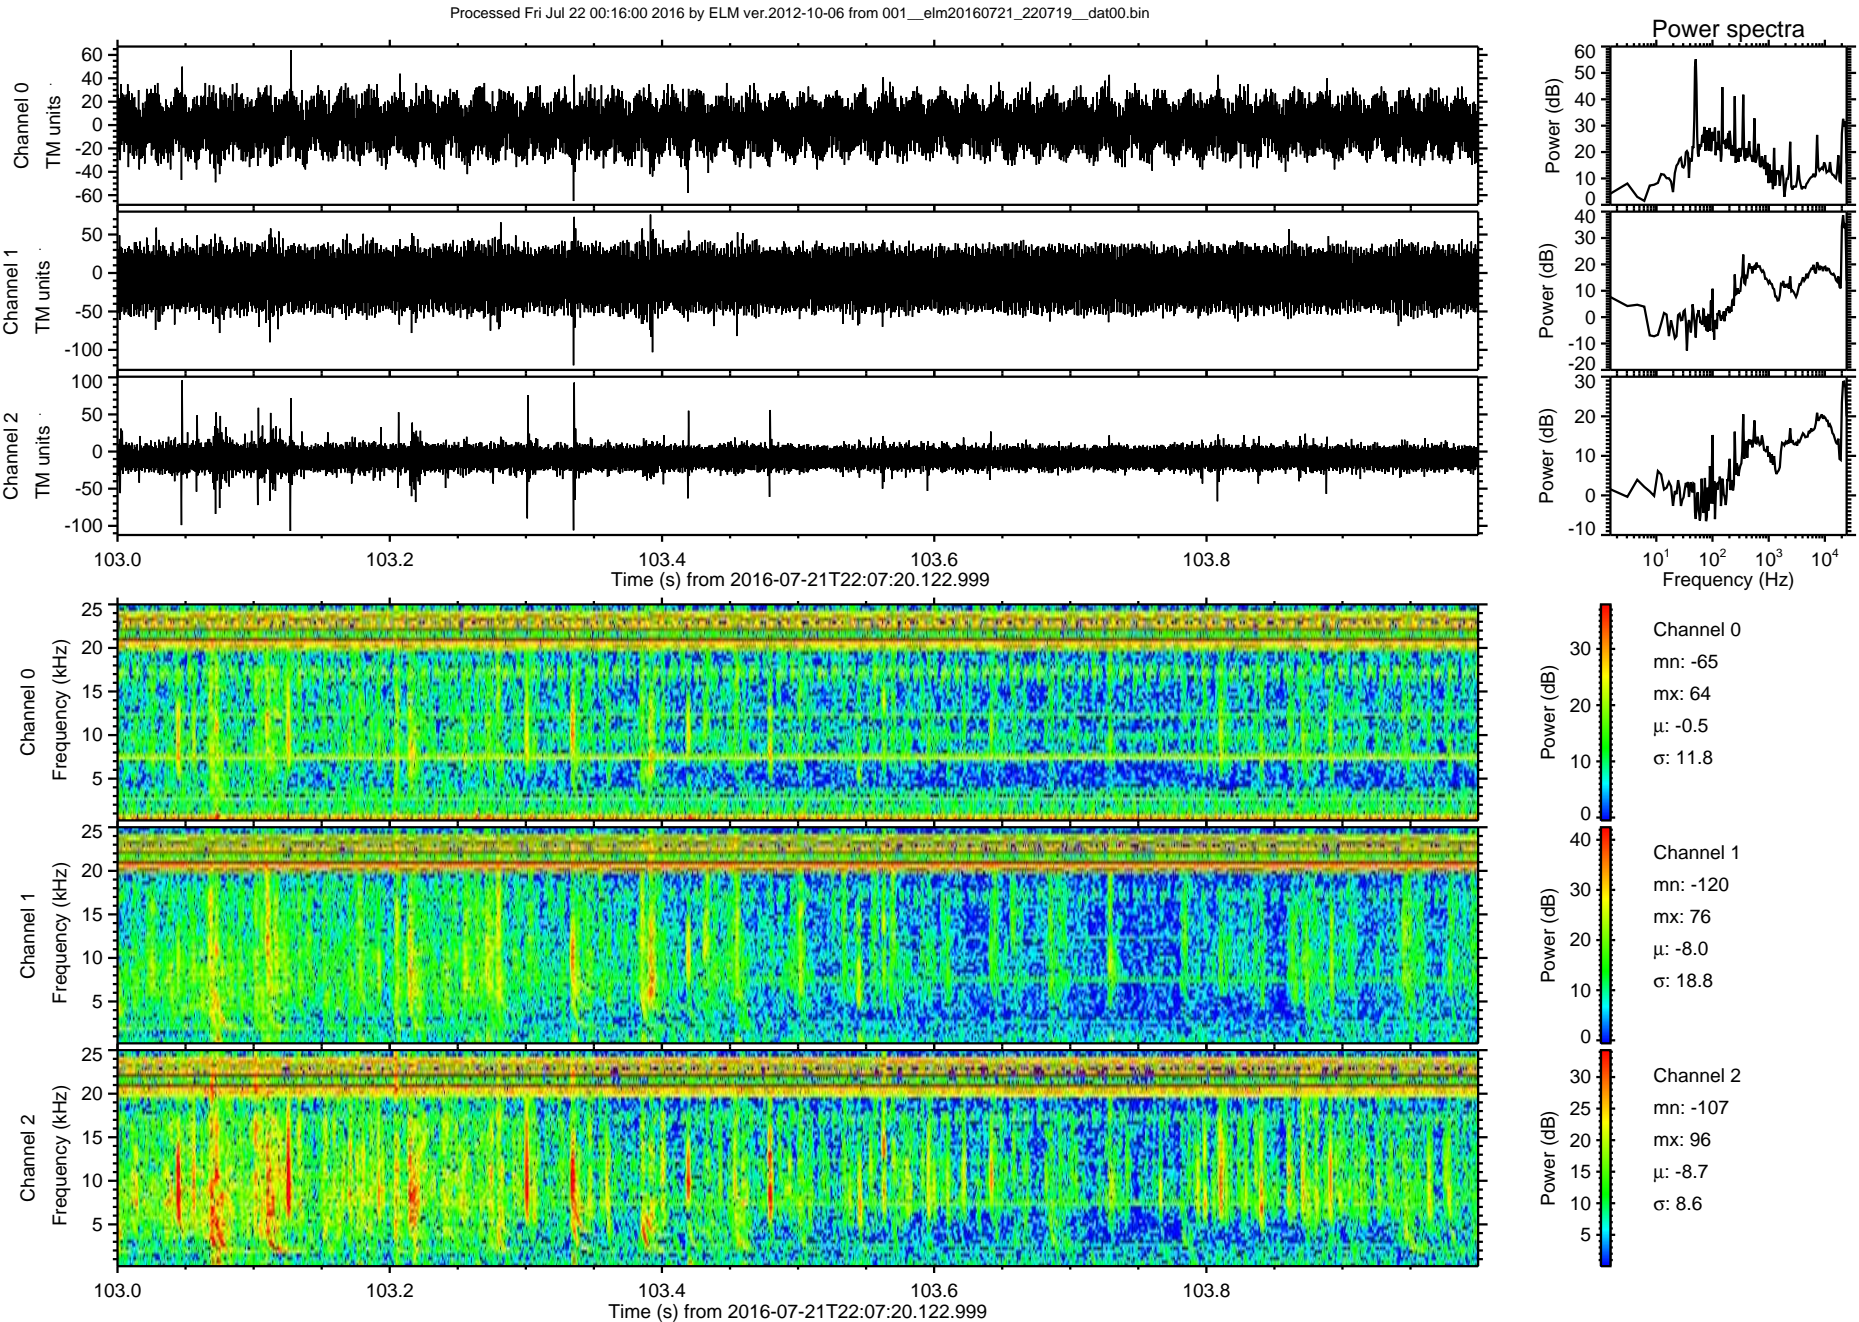 Processed Fri Jul 22 00:16:00 2016 by ELM ver.2012-10-06 from 001__elm20160721_220719__dat00.bin
Power spectra
Channel 0
TM units
60
40
20
0
-20
-40
-60
Power (dB)
60
50
40
30
20
10
0
Channel 1
TM units
50
0
-50
-100
Power (dB)
40
30
20
10
0
-10
-20
Channel 2
TM units
100
50
0
-50
-100
Power (dB)
30
20
10
0
-10
103.0 103.2 103.4 103.6 103.8
Time (s) from 2016-07-21T22:07:20.122.999
10¹ 10² 10³ 10⁴
Frequency (Hz)
Channel 0
Frequency (kHz)
25
20
15
10
5
Power (dB)
30
20
10
0
Channel 0
mn: -65
mx: 64
μ: -0.5
σ: 11.8
Channel 1
Frequency (kHz)
25
20
15
10
5
Power (dB)
40
30
20
10
0
Channel 1
mn: -120
mx: 76
μ: -8.0
σ: 18.8
Channel 2
Frequency (kHz)
25
20
15
10
5
Power (dB)
30
25
20
15
10
5
Channel 2
mn: -107
mx: 96
μ: -8.7
σ: 8.6
103.0 103.2 103.4 103.6 103.8
Time (s) from 2016-07-21T22:07:20.122.999